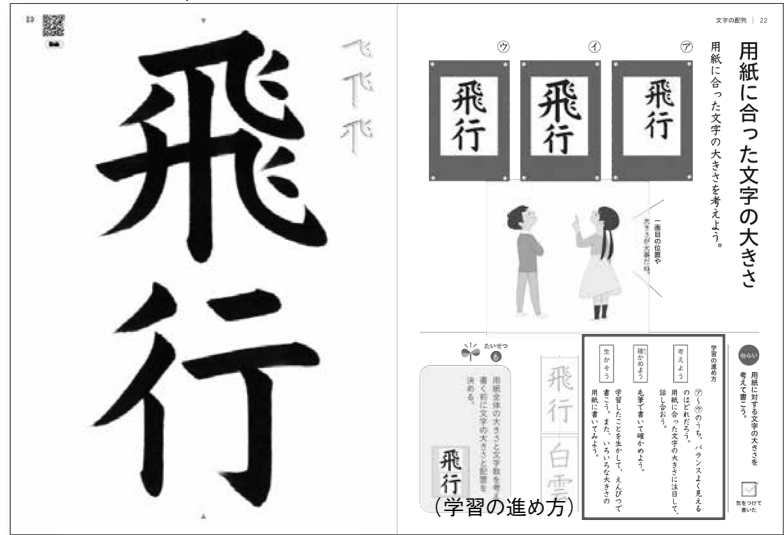 文字の配列 | 22
用紙に合った文字の大きさ
用紙に合った文字の大きさを考えよう。
㋐
飛行
㋑
飛行
㋒
飛行
一画目の位置や
大きさが大事だね。
ねらい
用紙に対する文字の大きさを
考えて書こう。
気をつけて
書いた
学習の進め方
考えよう
㋐〜㋒のうち、バランスよく見える
のはどれだろう。
用紙に合った文字の大きさに注目して、
話し合おう。
確かめよう
毛筆で書いて確かめよう。
生かそう
学習したことを生かして、えんぴつで
書こう。また、いろいろな大きさの
用紙に書いてみよう。
飛行
白雲
たいせつ
6
用紙全体の大きさと文字数を考え
書く前に文字の大きさと配置を
決める。
飛行
(学習の進め方)
23
飛行